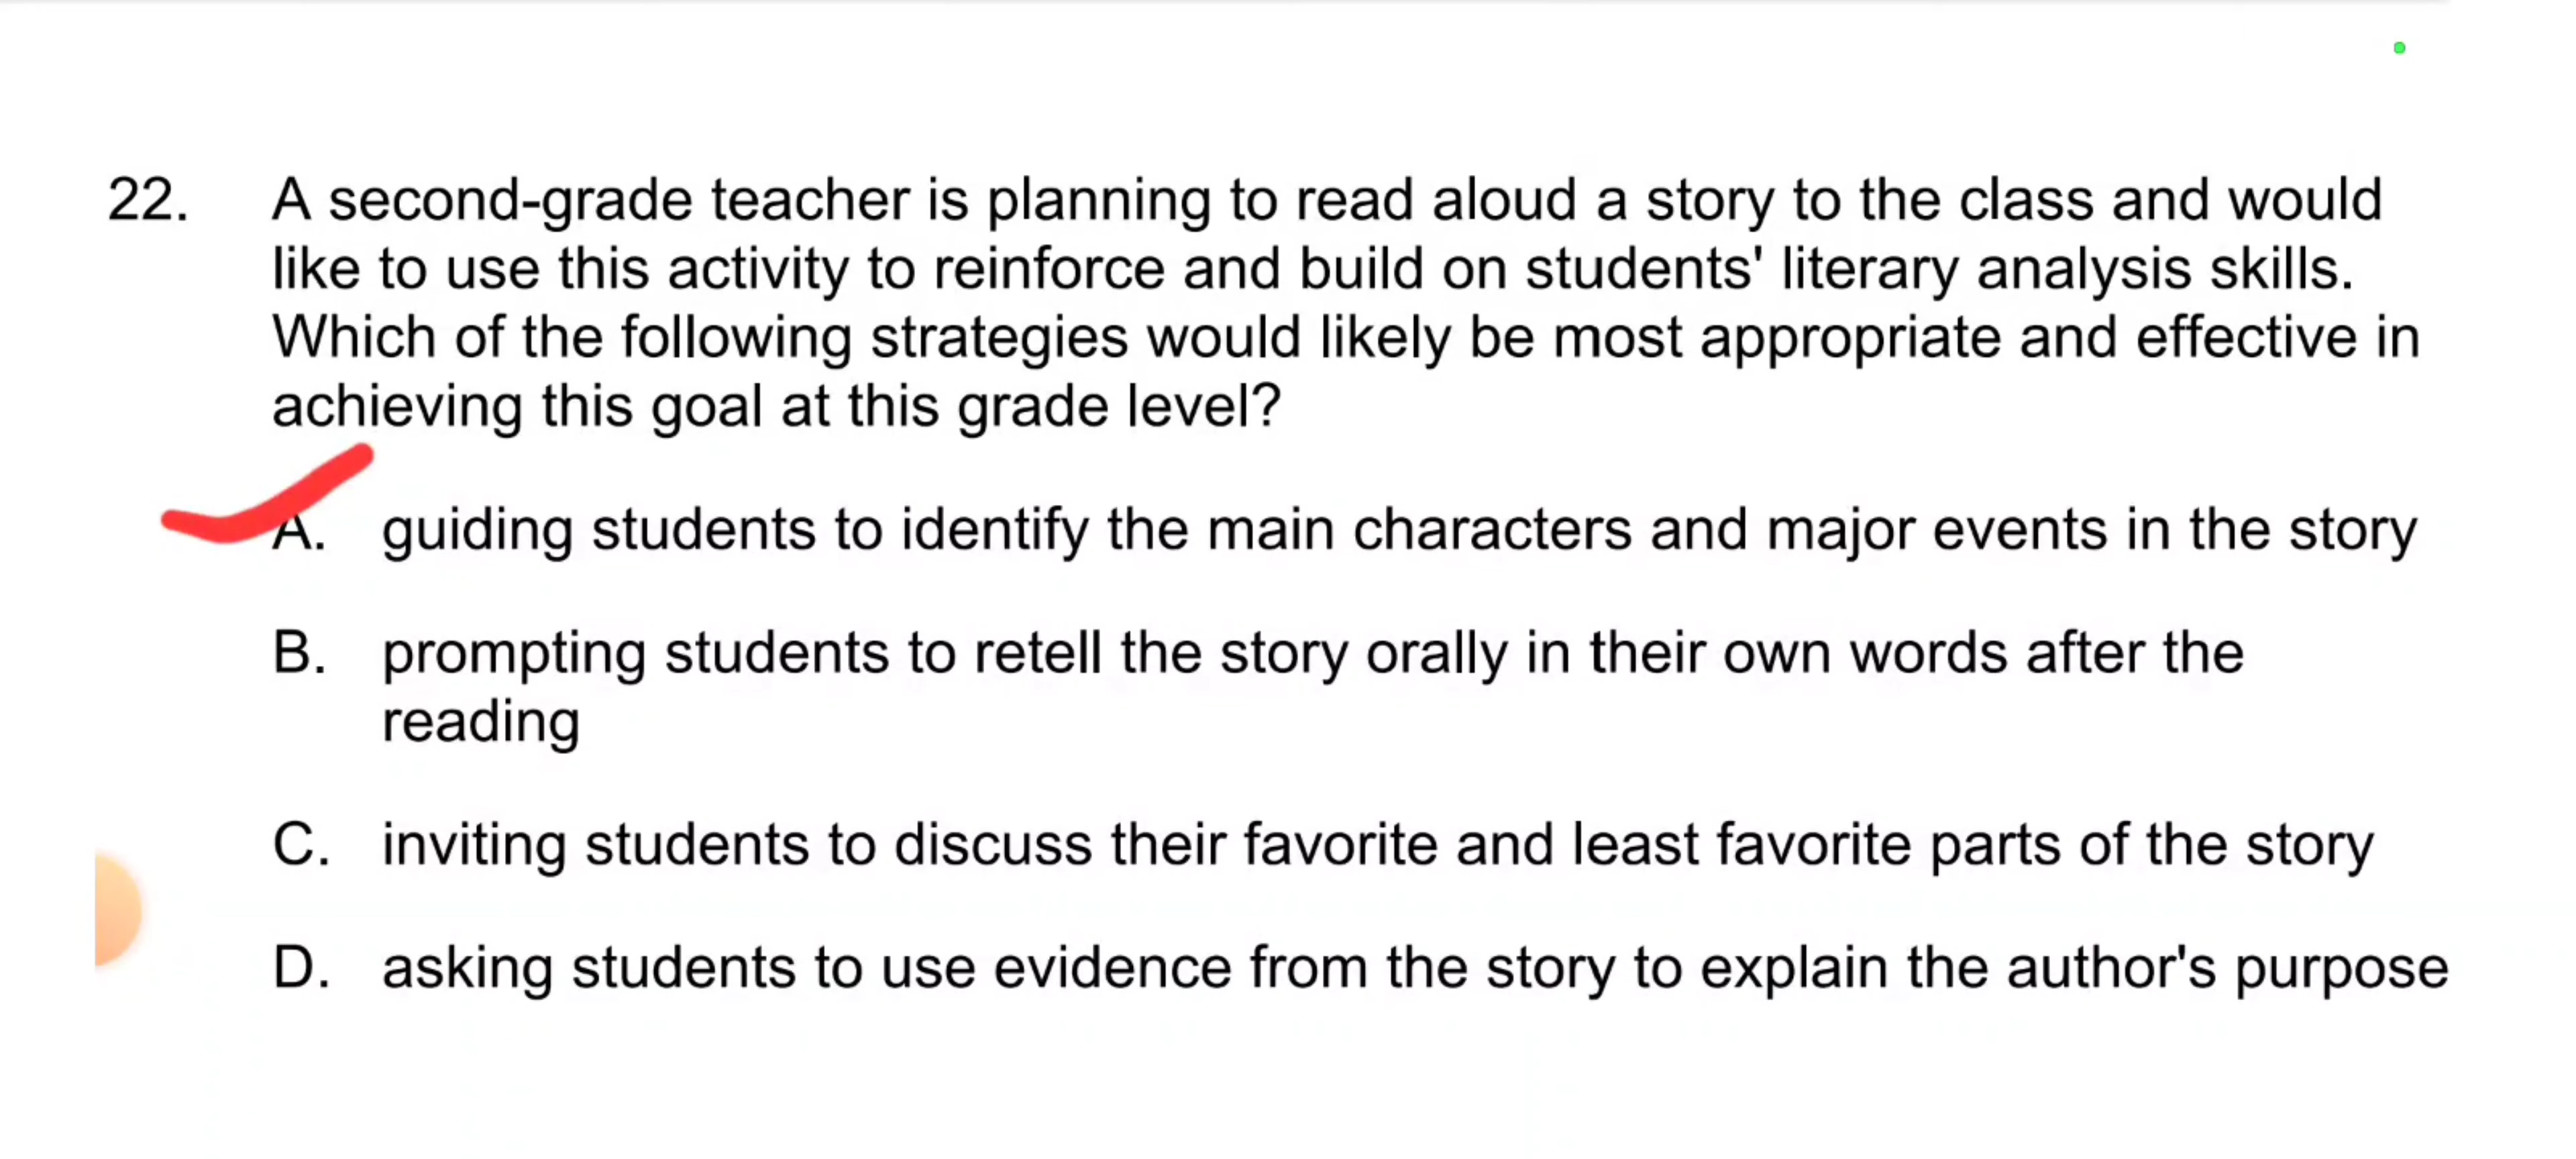 22. A second-grade teacher is planning to read aloud a story to the class and would
like to use this activity to reinforce and build on students' literary analysis skills.
Which of the following strategies would likely be most appropriate and effective in
achieving this goal at this grade level?
A. guiding students to identify the main characters and major events in the story
B. prompting students to retell the story orally in their own words after the
reading
C. inviting students to discuss their favorite and least favorite parts of the story
D. asking students to use evidence from the story to explain the author's purpose